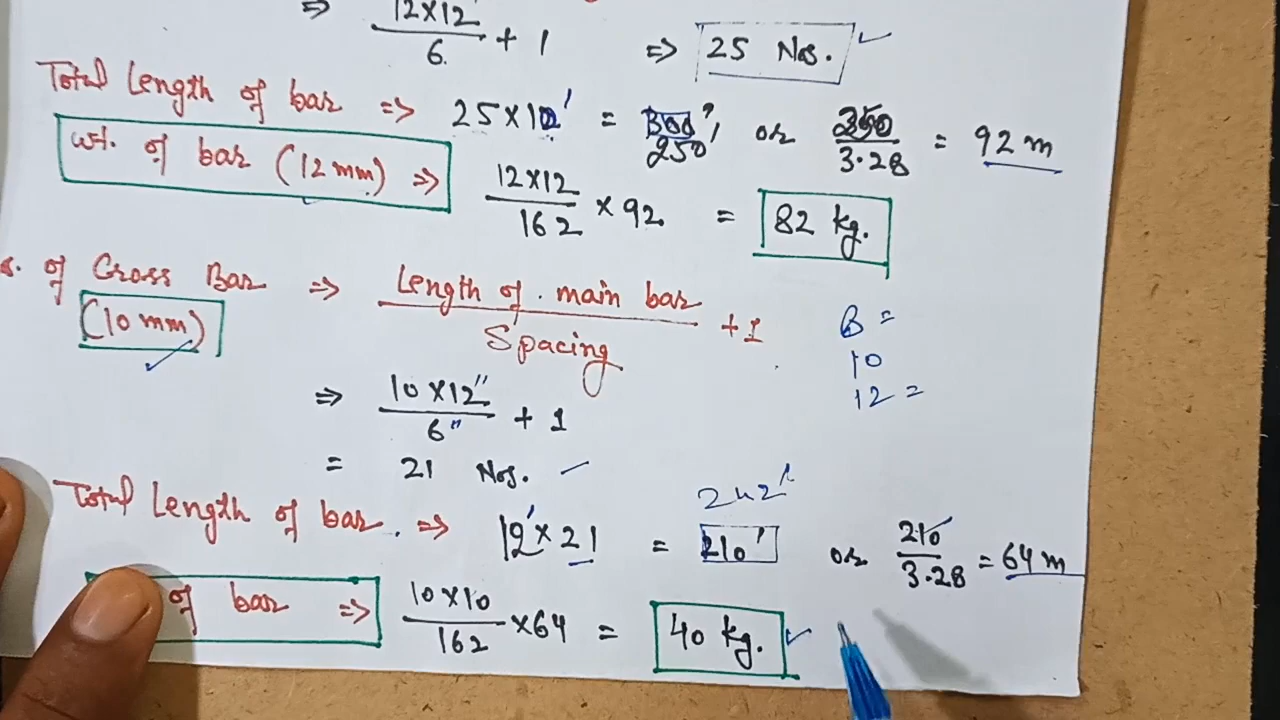 ⇒ 12×12 / 6 + 1 ⇒ 25 Nos.
Total Length of bar ⇒ 25×10' = 250' or / 3.28 = 92 m
wt. of bar (12 mm) ⇒ 12×12 / 162 × 92 = 82 kg.
s. of Cross Bar ⇒ Length of main bar / Spacing + 1
(10 mm)
B =
10
12 =
⇒ 10×12" / 6" + 1
= 21 Nos.
242'
Total Length of bar. ⇒ 12' × 21 = 210' or 210 / 3.28 = 64 m
of bar ⇒ 10×10 / 162 × 64 = 40 kg.